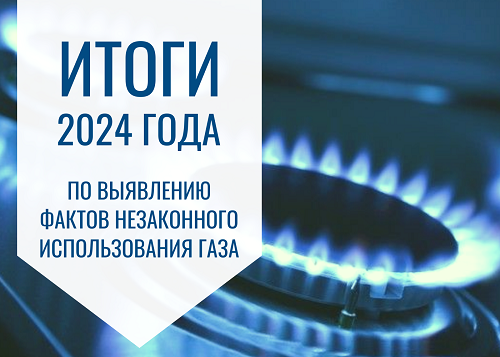 ИТОГИ
2024 ГОДА
ПО ВЫЯВЛЕНИЮ
ФАКТОВ НЕЗАКОННОГО
ИСПОЛЬЗОВАНИЯ ГАЗА